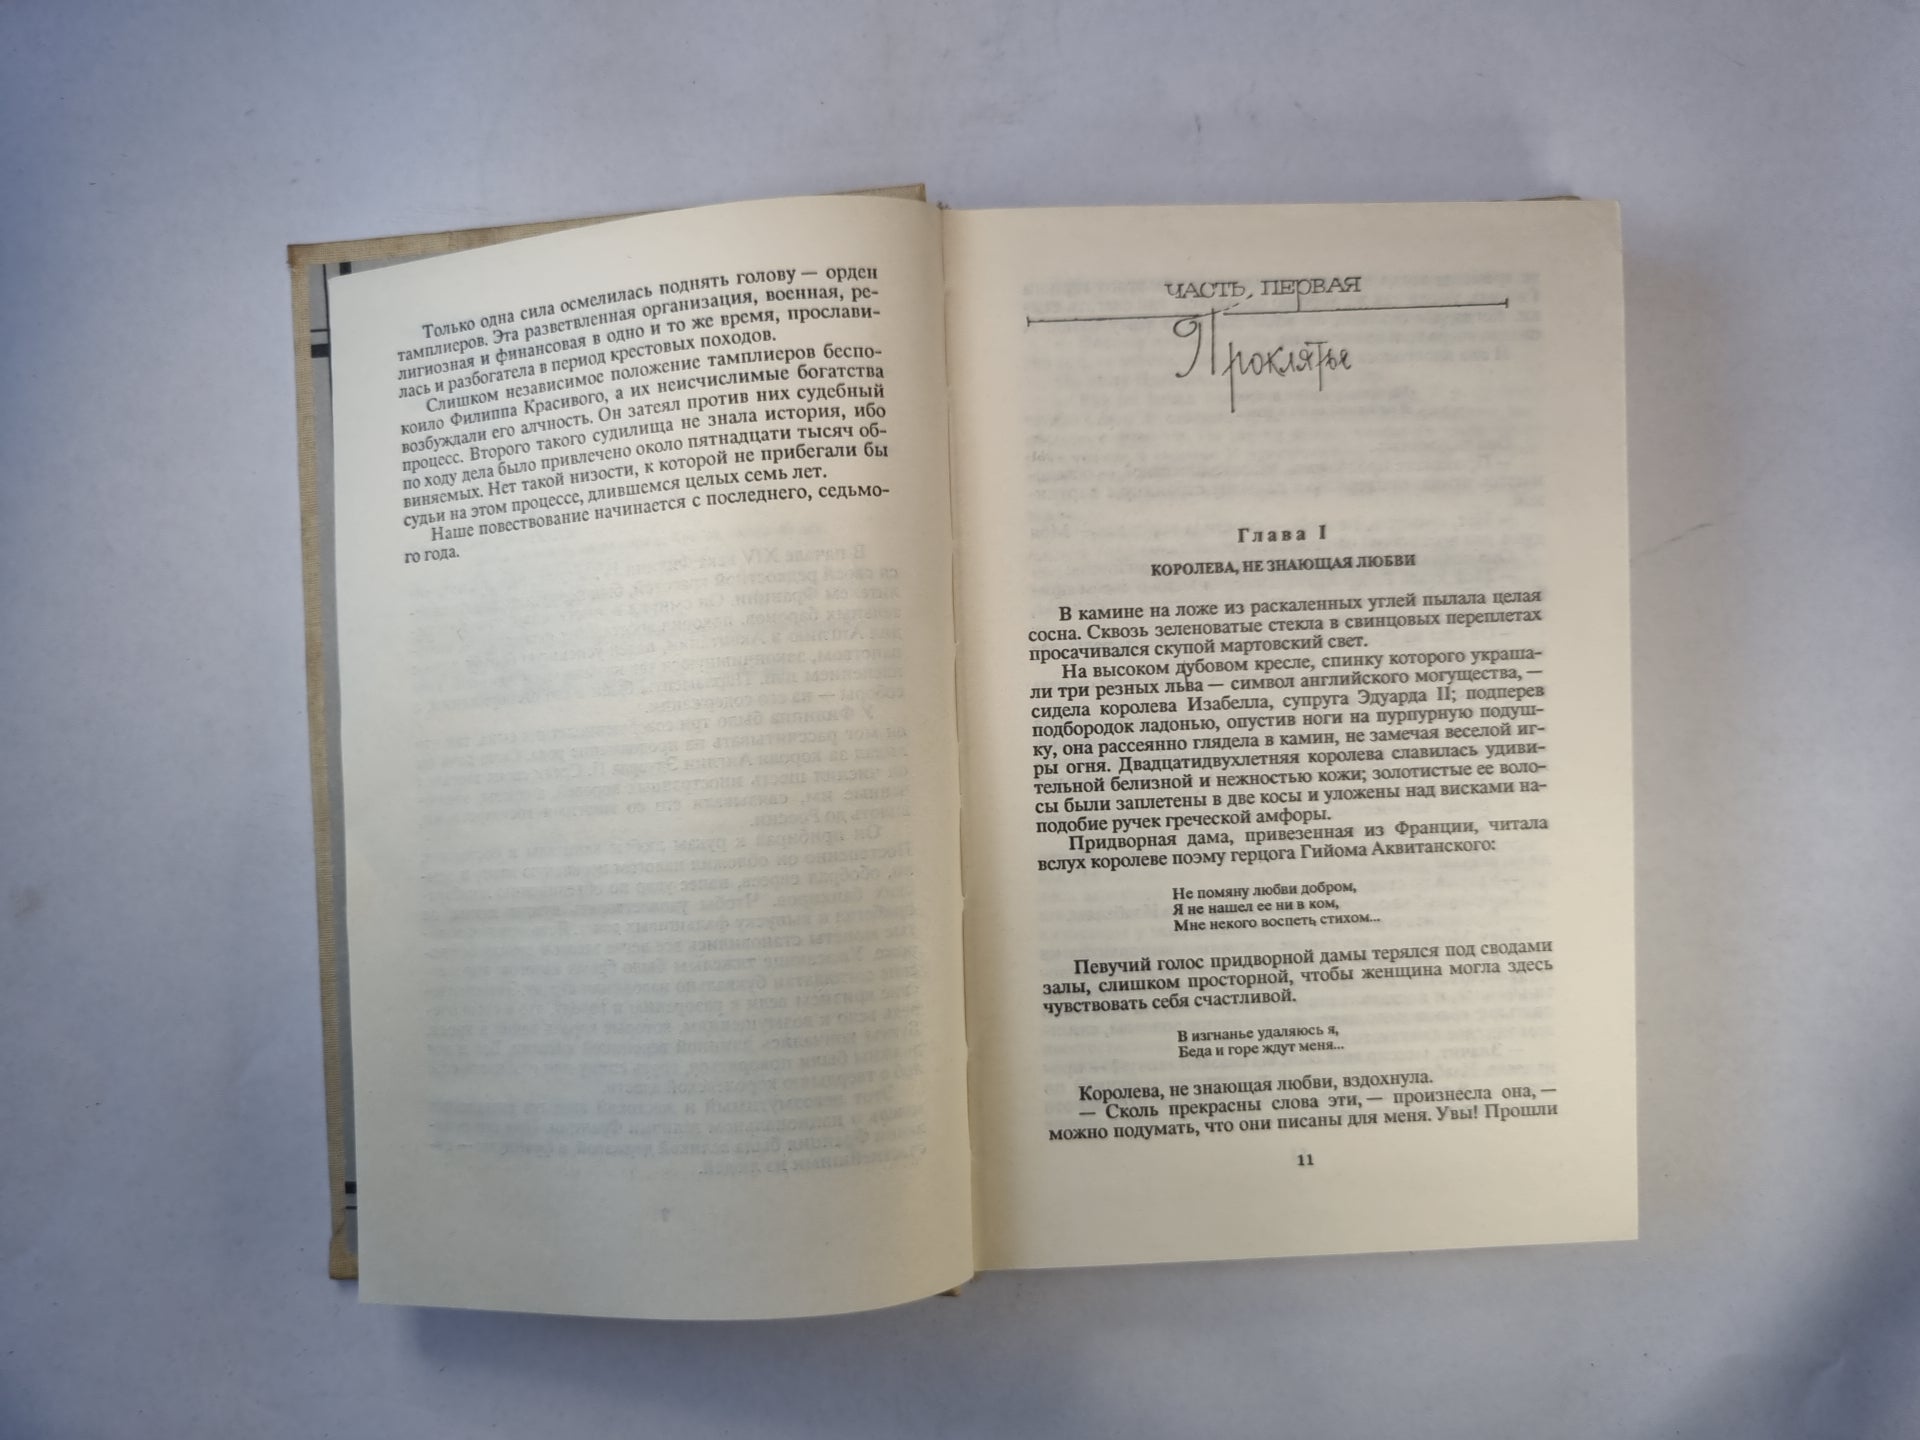 Только одна сила осмелилась поднять голову — орден
тамплиеров. Эта разветвленная организация, военная, ре-
лигиозная и финансовая в одно и то же время, прослави-
лась и разбогатела в период крестовых походов.
Слишком независимое положение тамплиеров беспо-
коило Филиппа Красивого, а их неисчислимые богатства
возбуждали его алчность. Он затеял против них судебный
процесс. Второго такого судилища не знала история, ибо
по ходу дела было привлечено около пятнадцати тысяч об-
виняемых. Нет такой низости, к которой не прибегали бы
судьи на этом процессе, длившемся целых семь лет.
Наше повествование начинается с последнего, седьмо-
го года.
ЧАСТЬ ПЕРВАЯ
Проклятье
Глава I
КОРОЛЕВА, НЕ ЗНАЮЩАЯ ЛЮБВИ
В камине на ложе из раскаленных углей пылала целая
сосна. Сквозь зеленоватые стекла в свинцовых переплетах
просачивался скупой мартовский свет.
На высоком дубовом кресле, спинку которого украша-
ли три резных льва — символ английского могущества, —
сидела королева Изабелла, супруга Эдуарда II; подперев
подбородок ладонью, опустив ноги на пурпурную подуш-
ку, она рассеянно глядела в камин, не замечая веселой иг-
ры огня. Двадцатидвухлетняя королева славилась удиви-
тельной белизной и нежностью кожи; золотистые ее воло-
сы были заплетены в две косы и уложены над висками на-
подобие ручек греческой амфоры.
Придворная дама, привезенная из Франции, читала
вслух королеве поэму герцога Гийома Аквитанского:
Не помяну любви добром,
Я не нашел ее ни в ком,
Мне некого воспеть стихом...
Певучий голос придворной дамы терялся под сводами
залы, слишком просторной, чтобы женщина могла здесь
чувствовать себя счастливой.
В изгнанье удаляюсь я,
Беда и горе ждут меня...
Королева, не знающая любви, вздохнула.
— Сколь прекрасны слова эти, — произнесла она, —
можно подумать, что они писаны для меня. Увы! Прошли
11